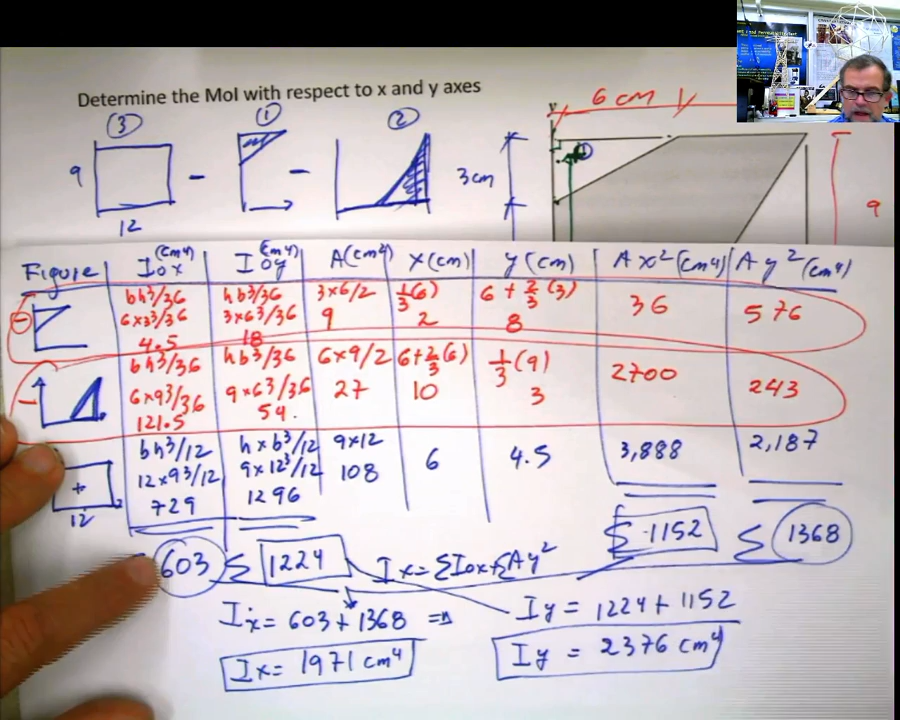 Determine the MoI with respect to x and y axes
6 cm
③ ① ②
9 - - 3cm ① 9
12
Figure Iox (cm4) Ioy (cm4) A(cm²) X(cm) y(cm) Ax²(cm4) Ay²(cm4)
- bh³/36 hb³/36 3x6/2 1/3(6) 6+2/3(3) 36 576
6x3³/36 3x6³/36 9 2 8
4.5 18
- bh³/36 hb³/36 6x9/2 6+2/3(6) 1/3(9) 2700 243
6x9³/36 9x6³/36 27 10 3
121.5 54.
bh³/12 hxb³/12 9x12 6 4.5 3,888 2,187
+ 12x9³/12 9x12³/12 108
12 729 1296
603 Σ 1224 Ix=ΣIox+ΣAy² Σ 1152 Σ 1368
Ix= 603+1368 => Iy = 1224+1152
Ix= 1971 cm4 Iy = 2376 cm4